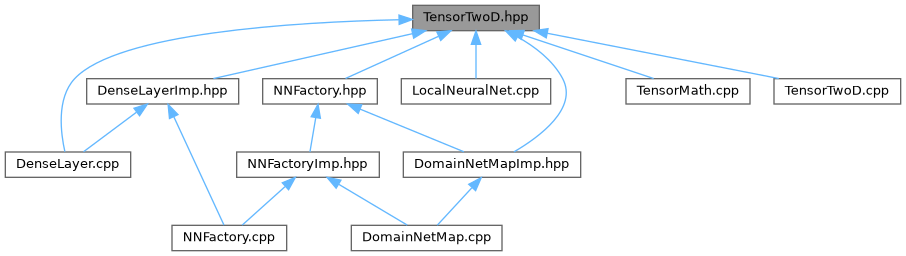 TensorTwoD.hpp
DenseLayerImp.hpp
NNFactory.hpp
LocalNeuralNet.cpp
TensorMath.cpp
TensorTwoD.cpp
DenseLayer.cpp
NNFactoryImp.hpp
DomainNetMapImp.hpp
NNFactory.cpp
DomainNetMap.cpp